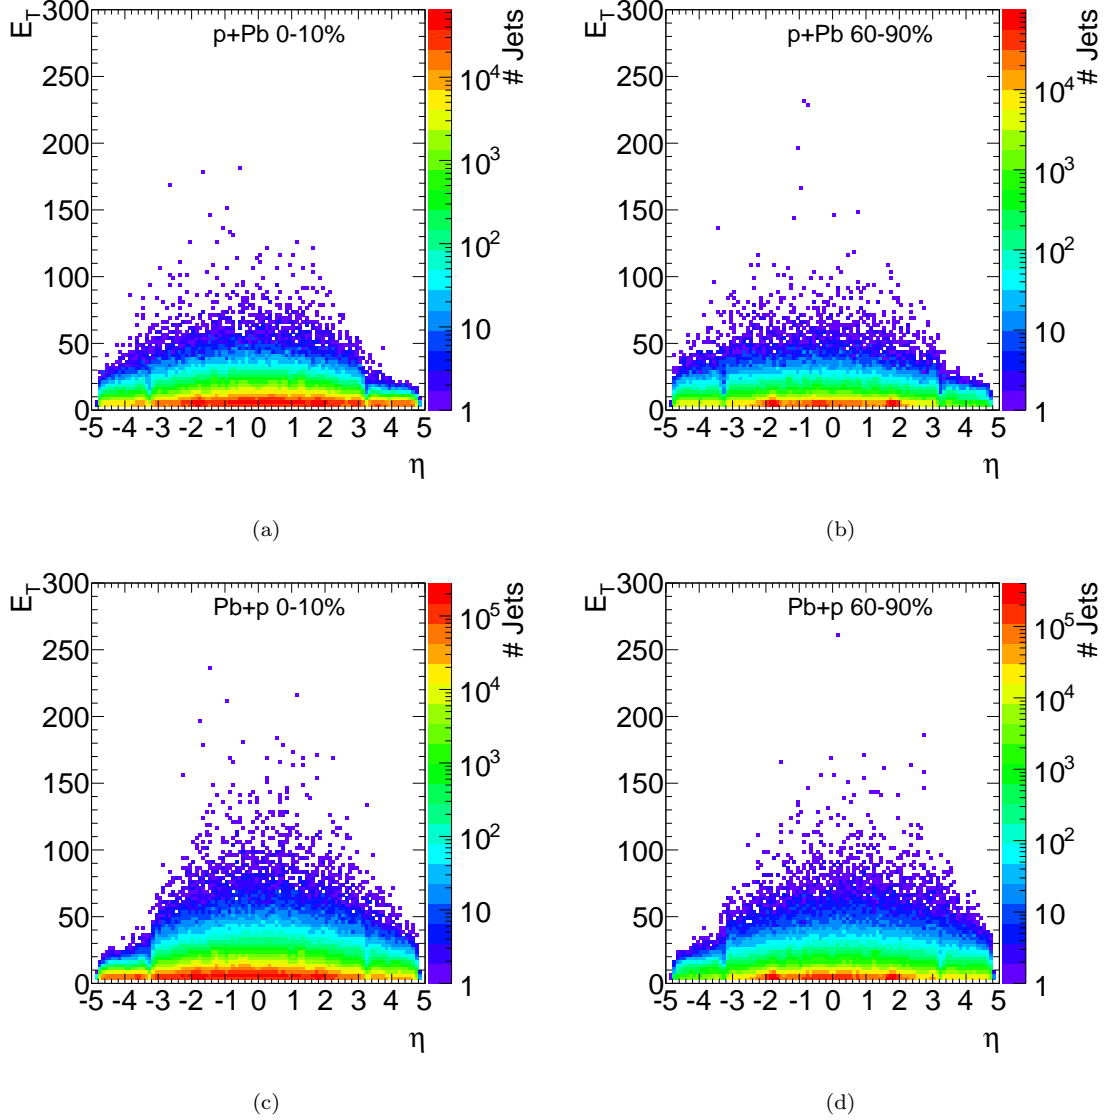 E_T
300
250
200
150
100
50
0
p+Pb 0-10%
# Jets
10^4
10^3
10^2
10
1
-5 -4 -3 -2 -1 0 1 2 3 4 5
η
(a)
E_T
300
250
200
150
100
50
0
p+Pb 60-90%
# Jets
10^4
10^3
10^2
10
1
-5 -4 -3 -2 -1 0 1 2 3 4 5
η
(b)
E_T
300
250
200
150
100
50
0
Pb+p 0-10%
# Jets
10^5
10^4
10^3
10^2
10
1
-5 -4 -3 -2 -1 0 1 2 3 4 5
η
(c)
E_T
300
250
200
150
100
50
0
Pb+p 60-90%
# Jets
10^5
10^4
10^3
10^2
10
1
-5 -4 -3 -2 -1 0 1 2 3 4 5
η
(d)